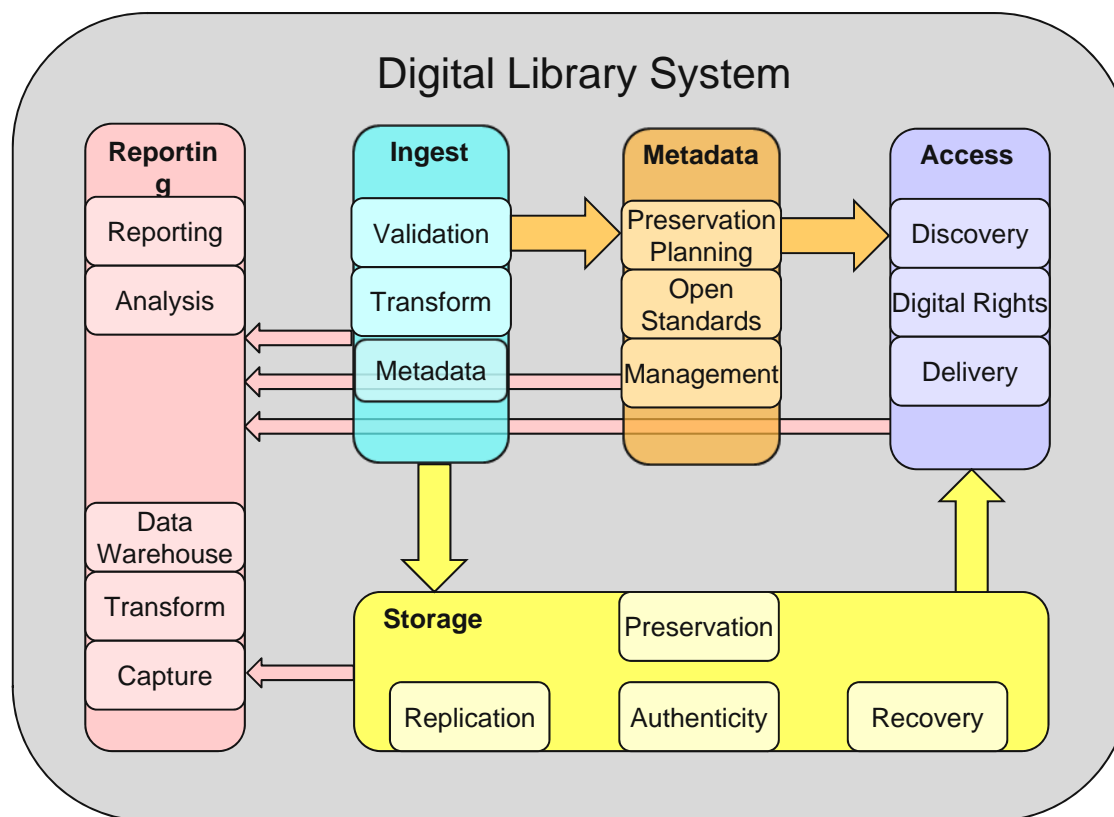 Digital Library System
Reportin
g
Reporting
Analysis
Data
Warehouse
Transform
Capture
Ingest
Validation
Transform
Metadata
Metadata
Preservation
Planning
Open
Standards
Management
Access
Discovery
Digital Rights
Delivery
Storage
Preservation
Replication
Authenticity
Recovery